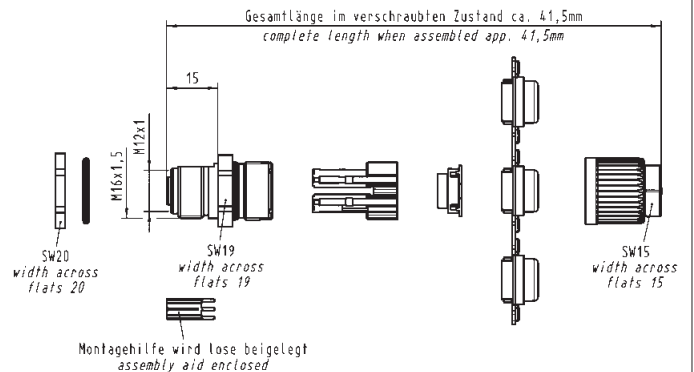 Gesamtlänge im verschraubten Zustand ca. 41,5mm
complete length when assembled app. 41,5mm
15
M12x1
M16x1,5
SW20
width across
flats 20
SW19
width across
flats 19
SW15
width across
flats 15
Montagehilfe wird lose beigelegt
assembly aid enclosed